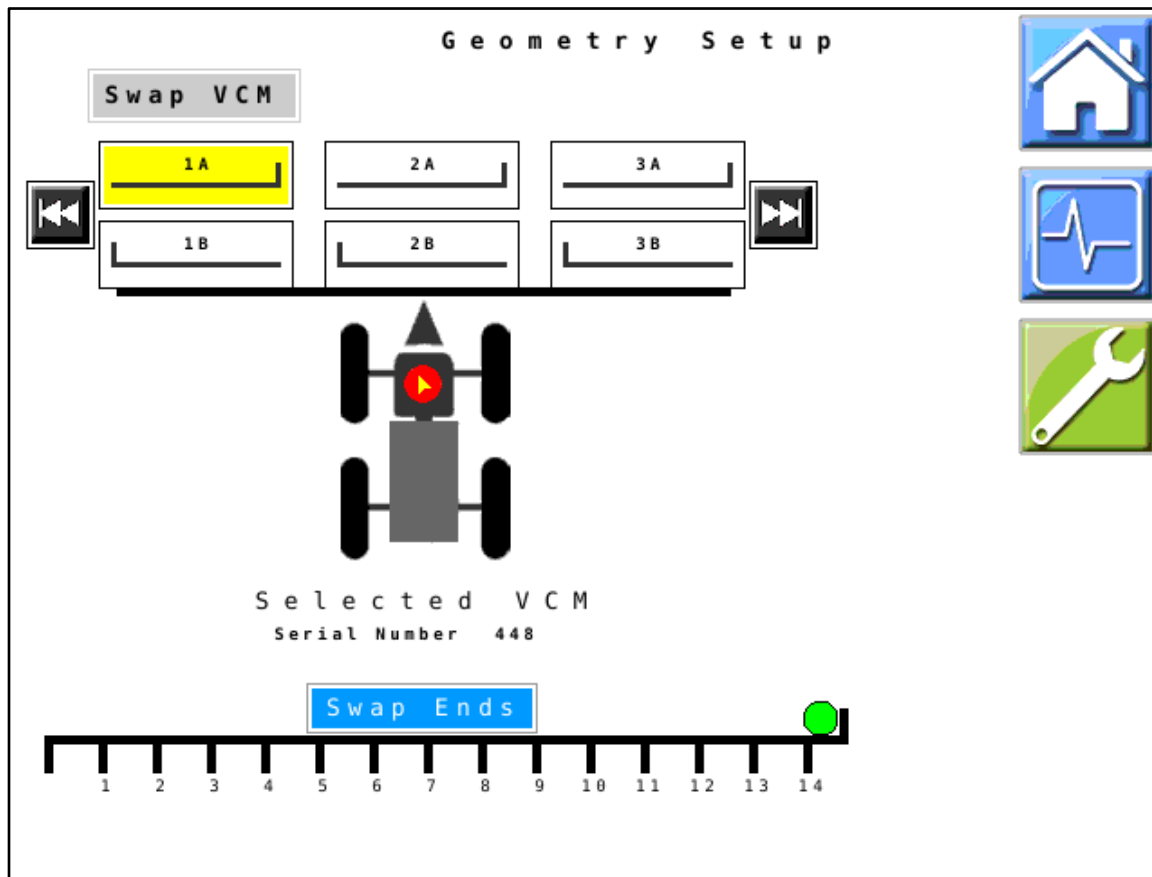 Geometry Setup
Swap VCM
1A 2A 3A
1B 2B 3B
Selected VCM
Serial Number 448
Swap Ends
1 2 3 4 5 6 7 8 9 10 11 12 13 14